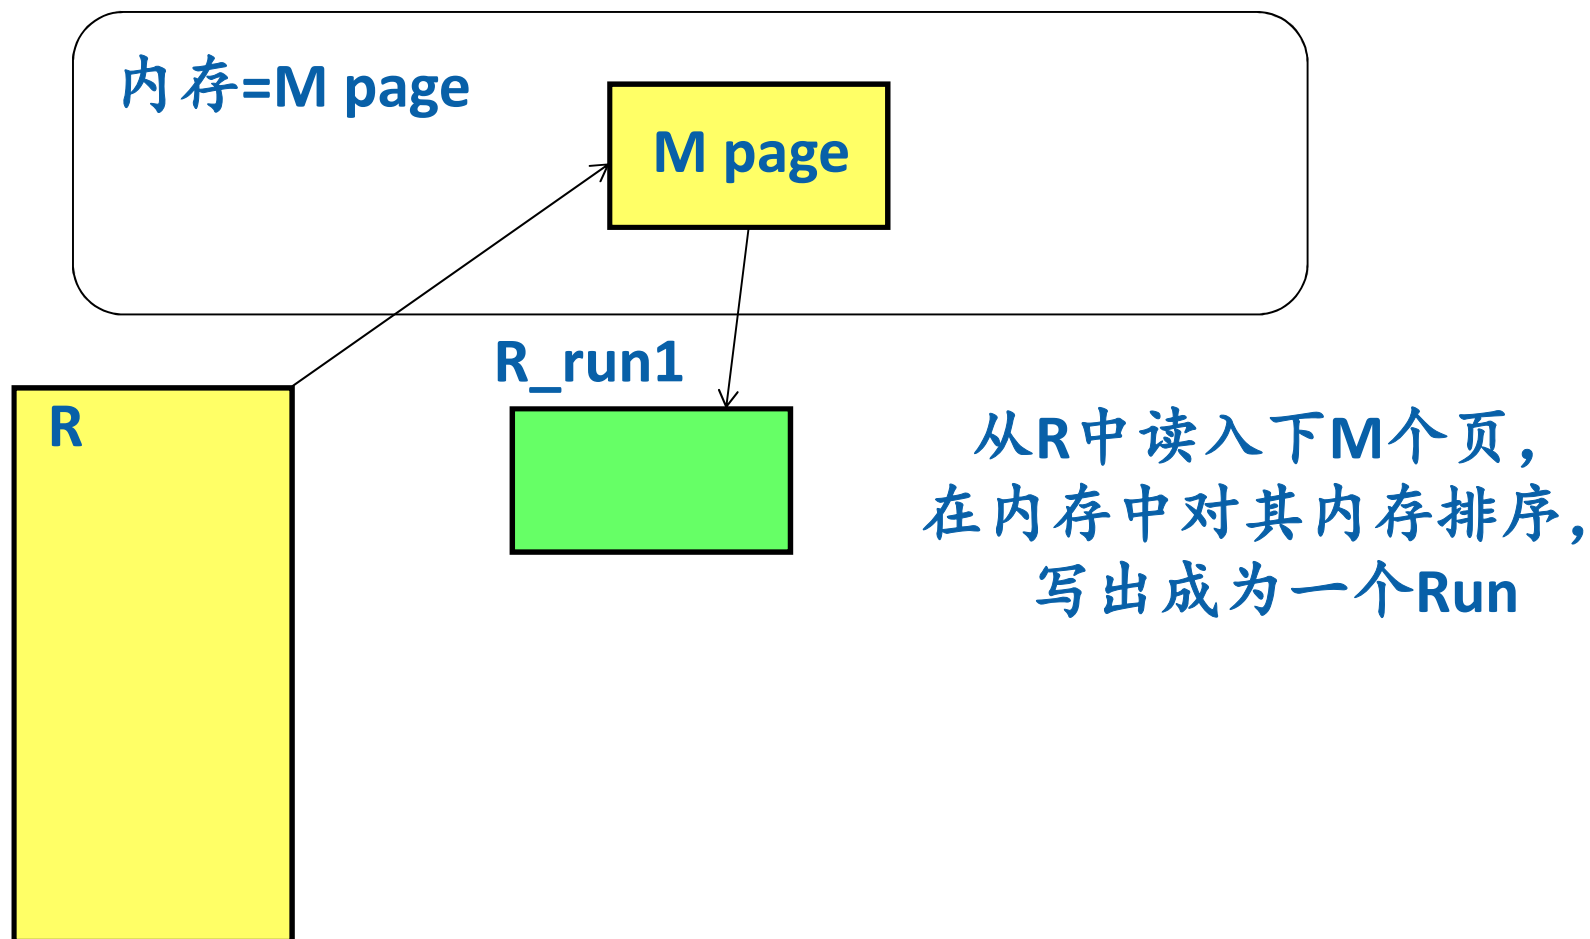 内存=M page
M page
R_run1
R
从R中读入下M个页，
在内存中对其内存排序，
写出成为一个Run